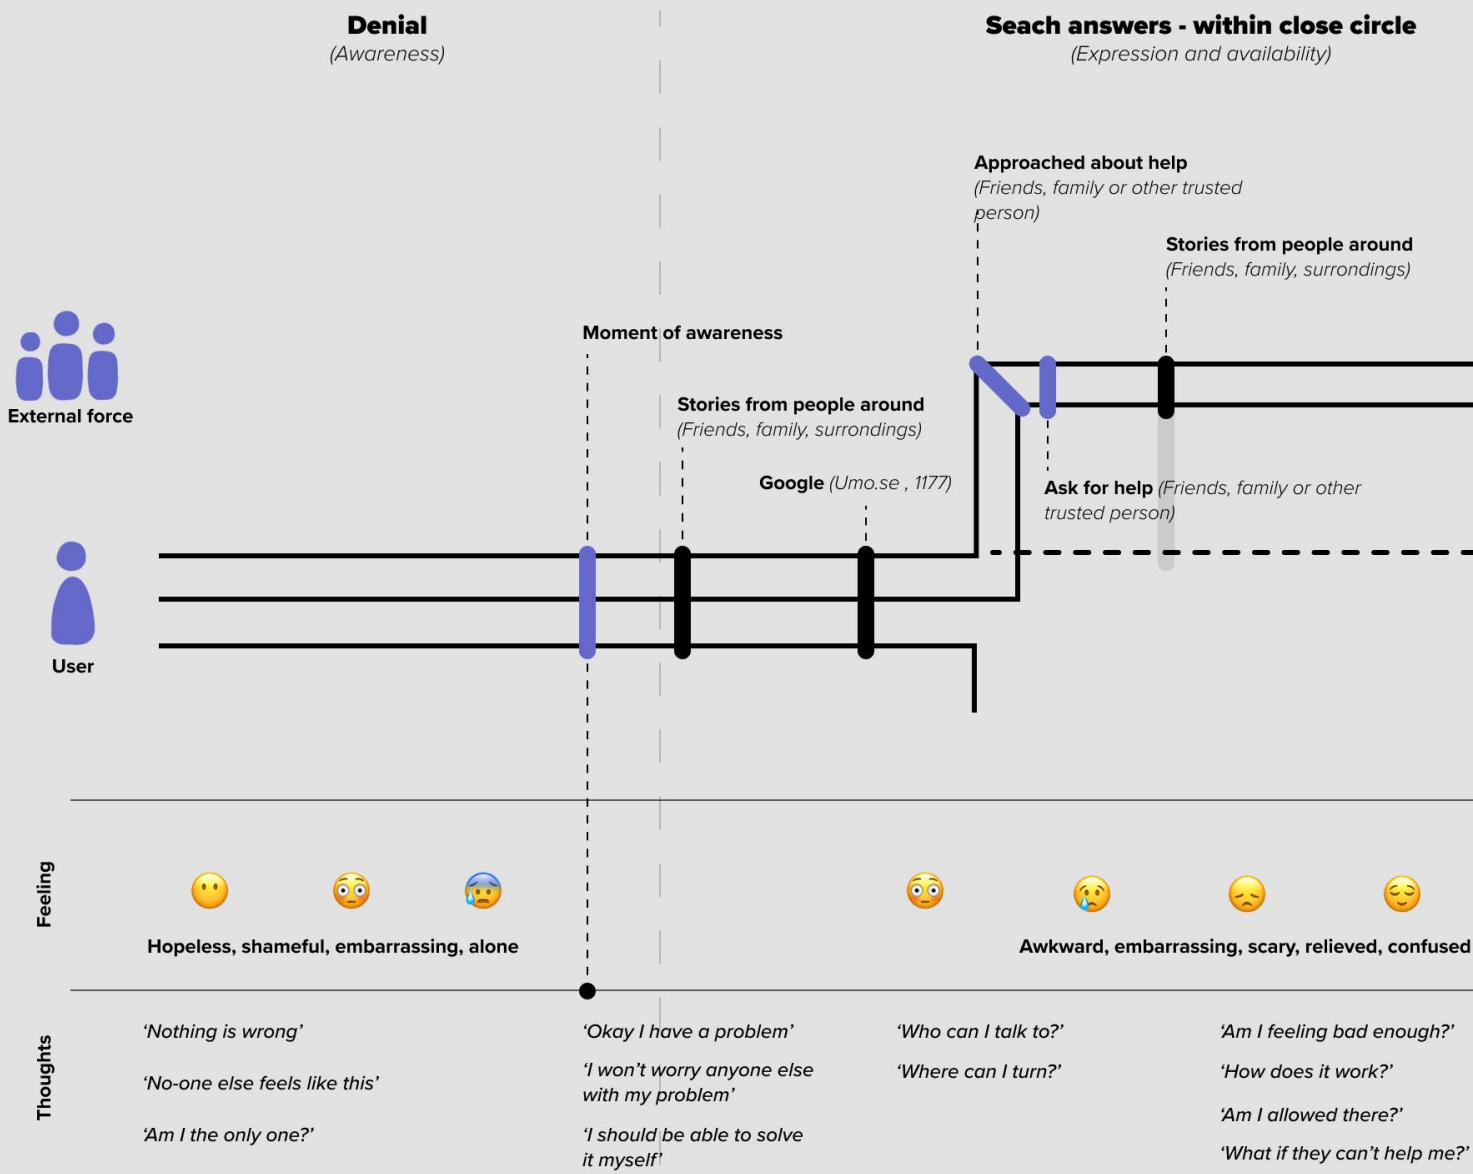 Denial
(Awareness)
Seach answers - within close circle
(Expression and availability)
Approached about help
(Friends, family or other trusted
person)
Stories from people around
(Friends, family, surrondings)
Moment of awareness
External force
Stories from people around
(Friends, family, surrondings)
Google (Umo.se , 1177)
Ask for help (Friends, family or other
trusted person)
User
Feeling
Hopeless, shameful, embarrassing, alone
Awkward, embarrassing, scary, relieved, confused
Thoughts
‘Nothing is wrong’
‘No-one else feels like this’
‘Am I the only one?’
‘Okay I have a problem’
‘I won’t worry anyone else
with my problem’
‘I should be able to solve
it myself’
‘Who can I talk to?’
‘Where can I turn?’
‘Am I feeling bad enough?’
‘How does it work?’
‘Am I allowed there?’
‘What if they can’t help me?’